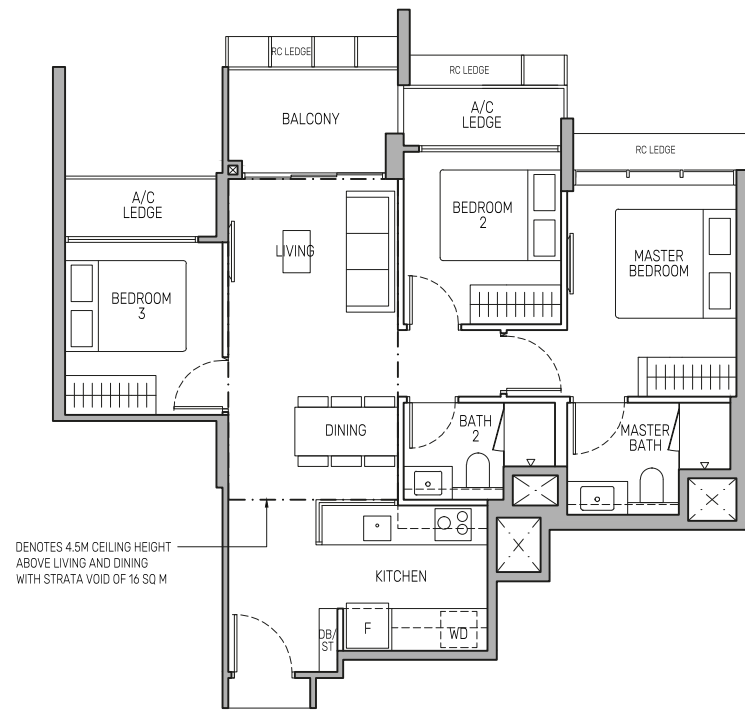 RC LEDGE
RC LEDGE
A/C
LEDGE
BALCONY
RC LEDGE
A/C
LEDGE
BEDROOM
2
LIVING
MASTER
BEDROOM
BEDROOM
3
DINING
BATH
2
MASTER
BATH
DENOTES 4.5M CEILING HEIGHT
ABOVE LIVING AND DINING
WITH STRATA VOID OF 16 SQ M
KITCHEN
DB/
ST
F
WD